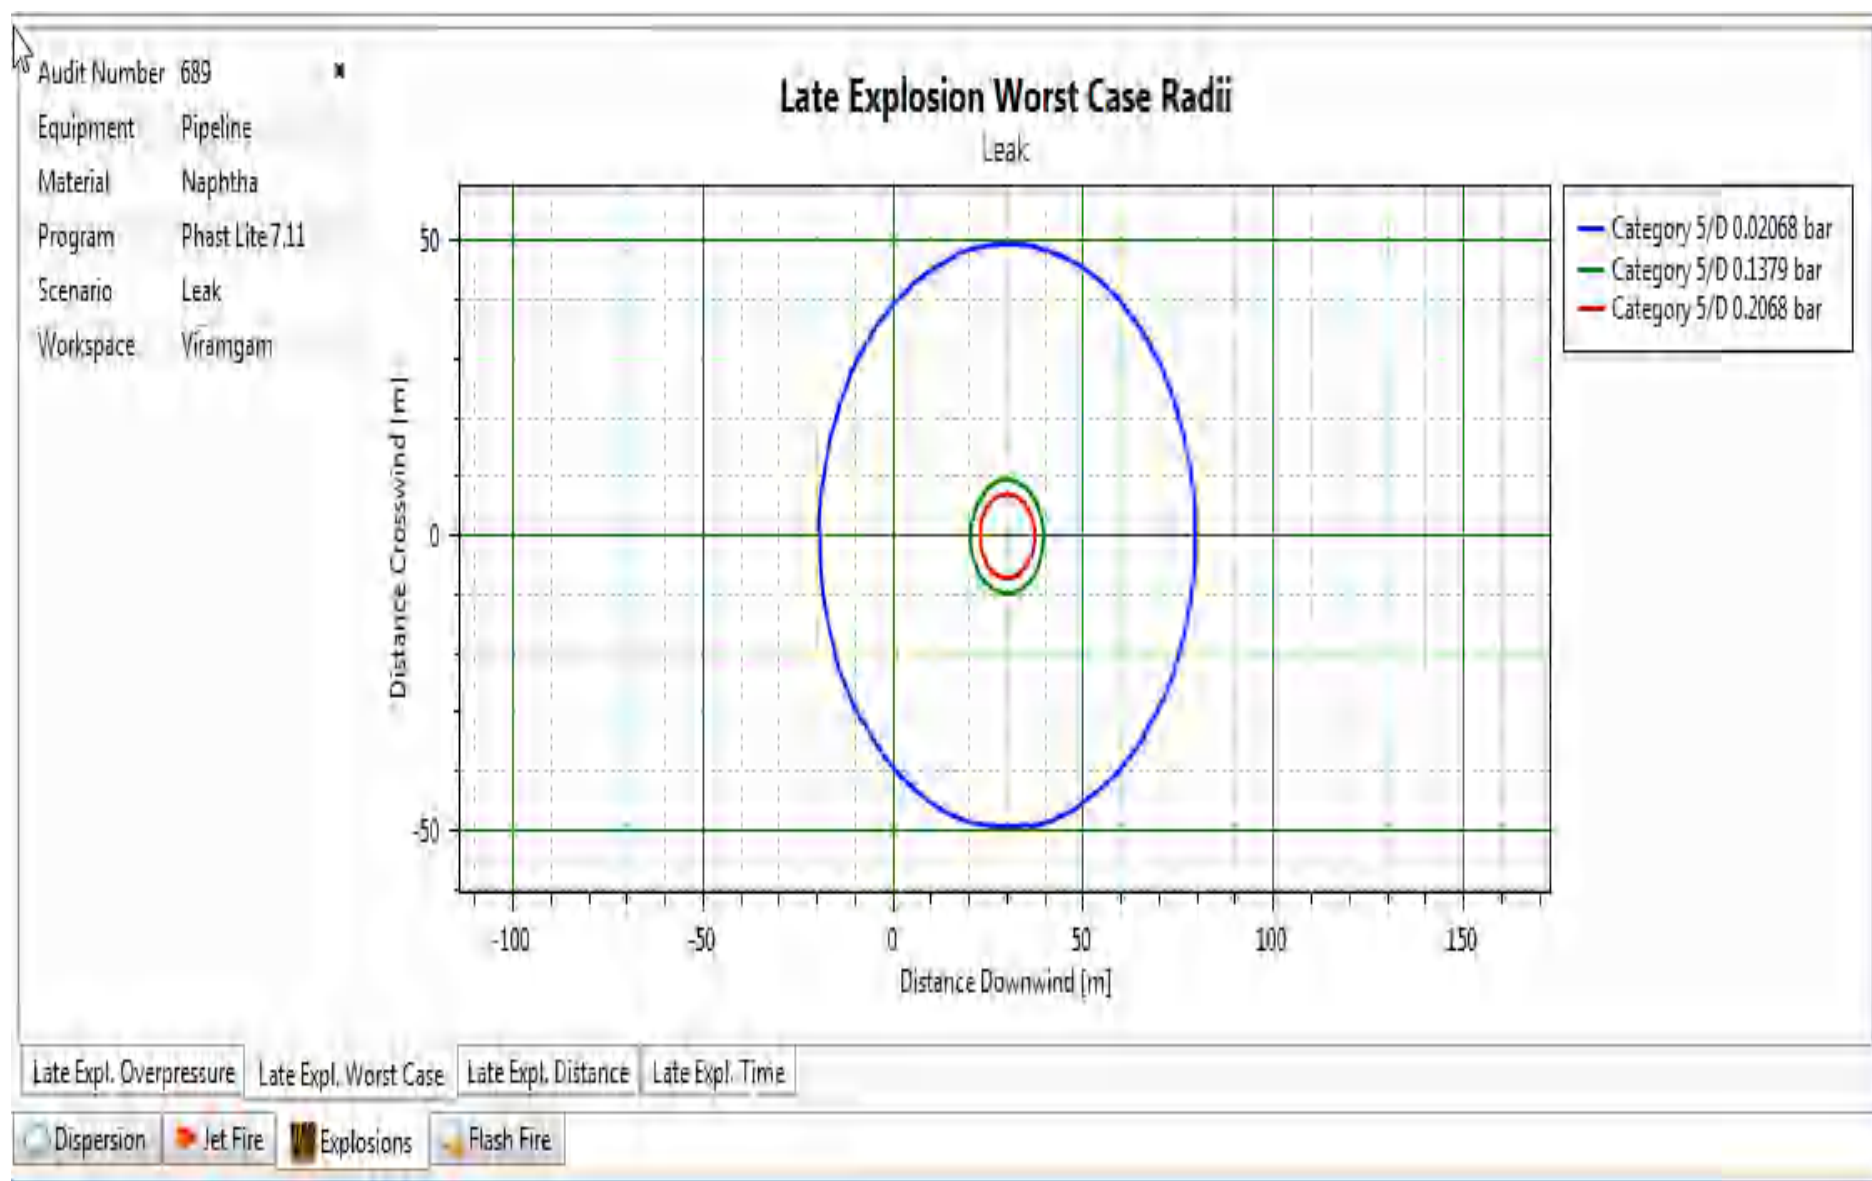 Audit Number 689
Equipment Pipeline
Material Naphtha
Program Phast Lite 7.11
Scenario Leak
Workspace Viramgam
Late Explosion Worst Case Radii
Leak
Category 5/D 0.02068 bar
Category 5/D 0.1379 bar
Category 5/D 0.2068 bar
Distance Crosswind [m]
50
0
-50
-100 -50 0 50 100 150
Distance Downwind [m]
Late Expl. Overpressure Late Expl. Worst Case Late Expl. Distance Late Expl. Time
Dispersion Jet Fire Explosions Flash Fire